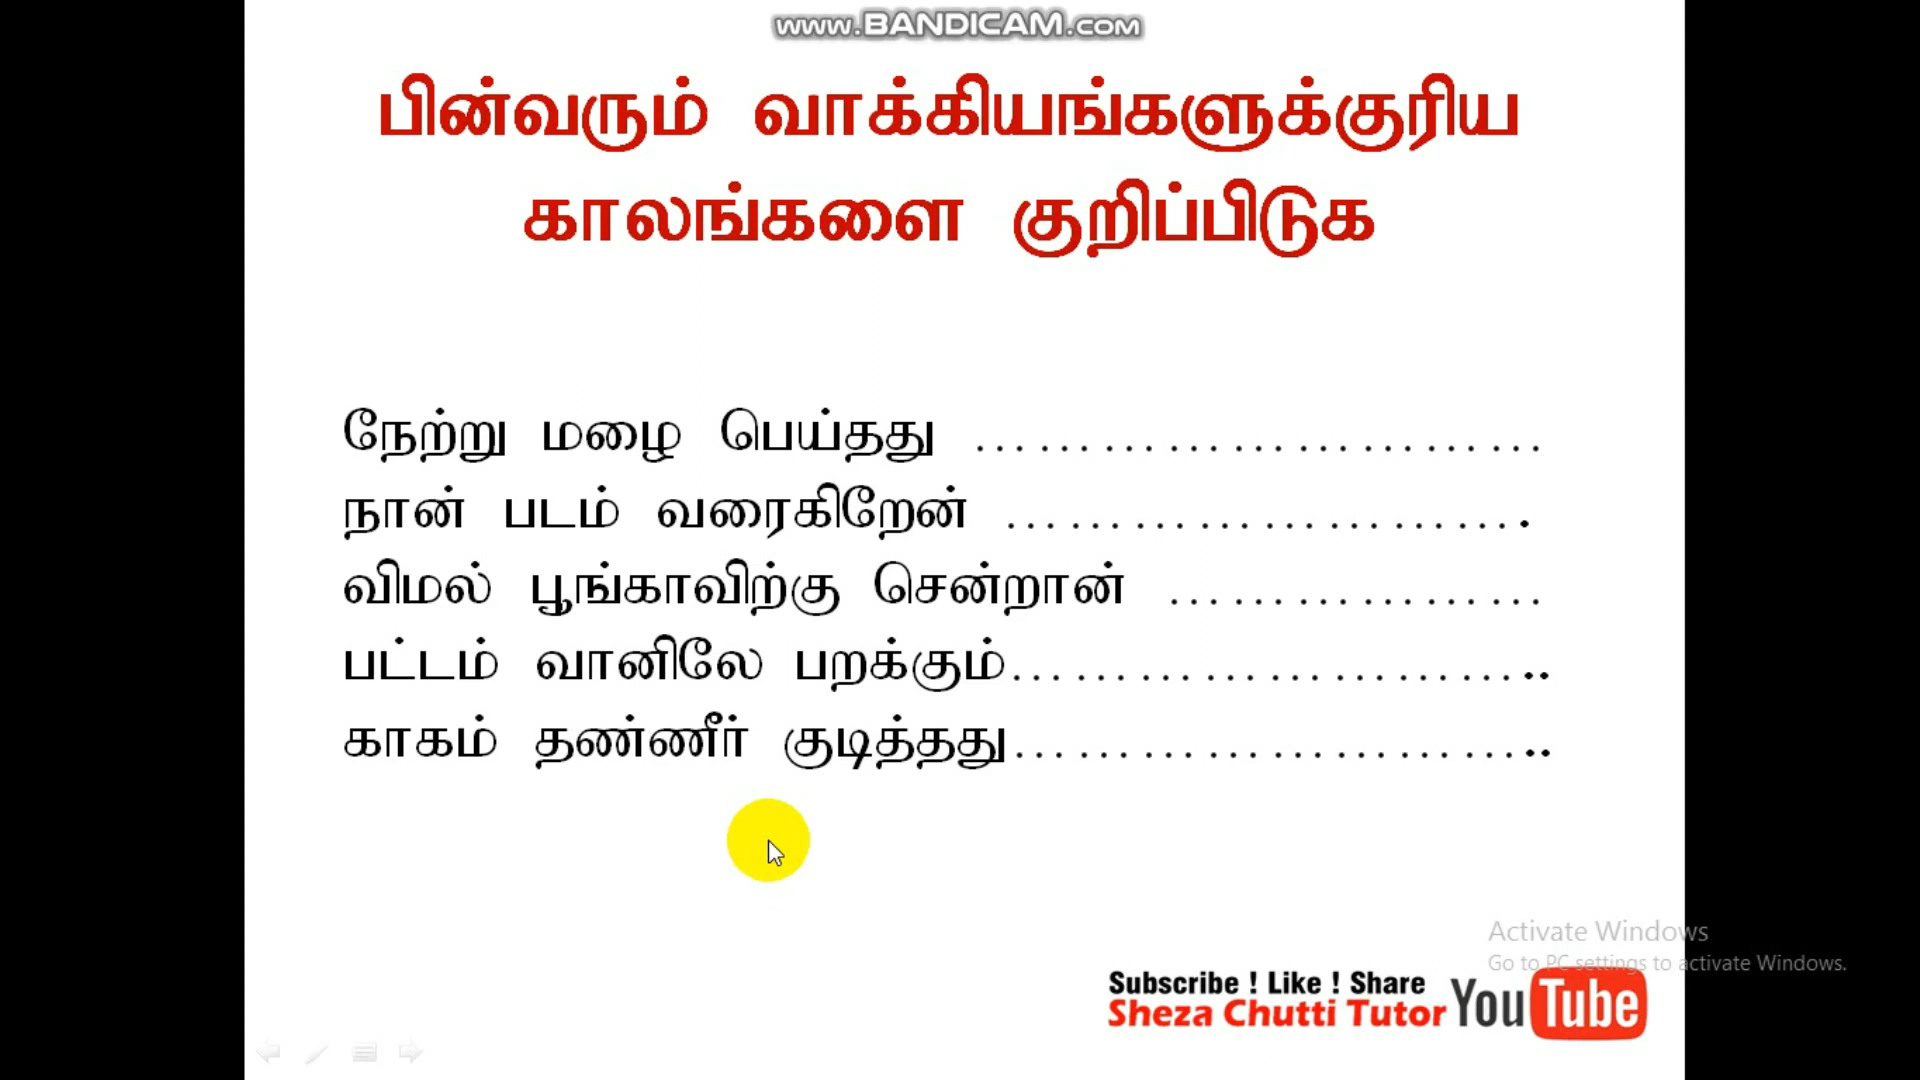 www.BANDICAM.com
பின்வரும் வாக்கியங்களுக்குரிய
காலங்களை குறிப்பிடுக
நேற்று மழை பெய்தது ……………………………
நான் படம் வரைகிறேன் ………………………….
விமல் பூங்காவிற்கு சென்றான் …………………
பட்டம் வானிலே பறக்கும்…………………………..
காகம் தண்ணீர் குடித்தது…………………………..
Activate Windows
Go to PC settings to activate Windows.
Subscribe ! Like ! Share
Sheza Chutti Tutor YouTube